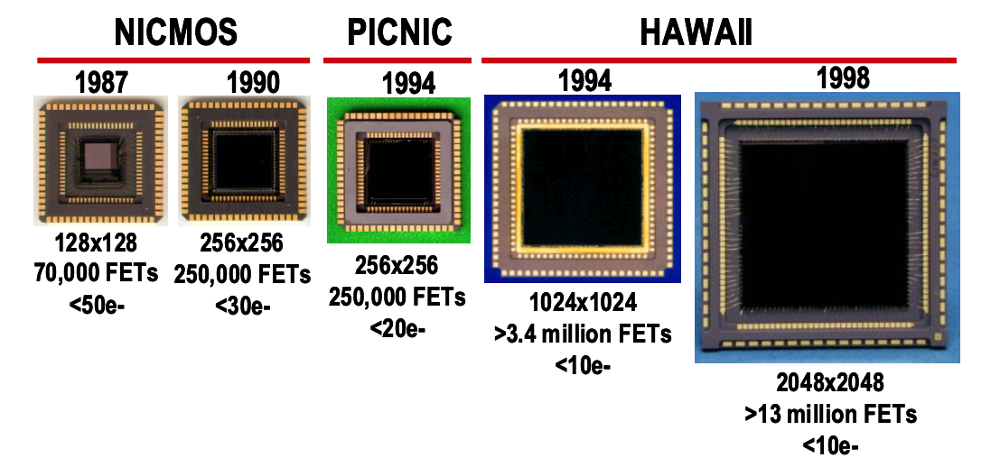 NICMOS
1987
128x128
70,000 FETs
<50e-
1990
256x256
250,000 FETs
<30e-
PICNIC
1994
256x256
250,000 FETs
<20e-
HAWAII
1994
1024x1024
>3.4 million FETs
<10e-
1998
2048x2048
>13 million FETs
<10e-